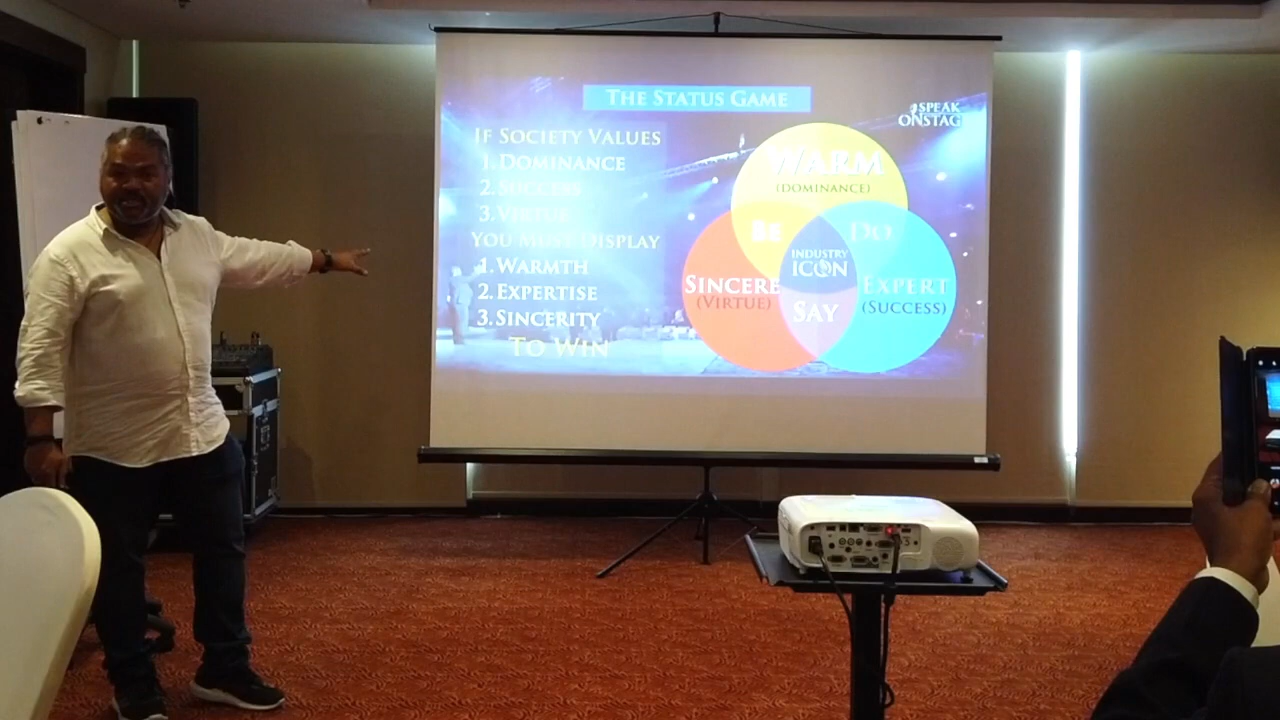 THE STATUS GAME
SPEAK
ONSTAG
IF SOCIETY VALUES
1. DOMINANCE
2. SUCCESS
3. VIRTUE
YOU MUST DISPLAY
1. WARMTH
2. EXPERTISE
3. SINCERITY
TO WIN
WARM
(DOMINANCE)
BE
DO
INDUSTRY
ICON
SINCERE
(VIRTUE)
EXPERT
(SUCCESS)
SAY